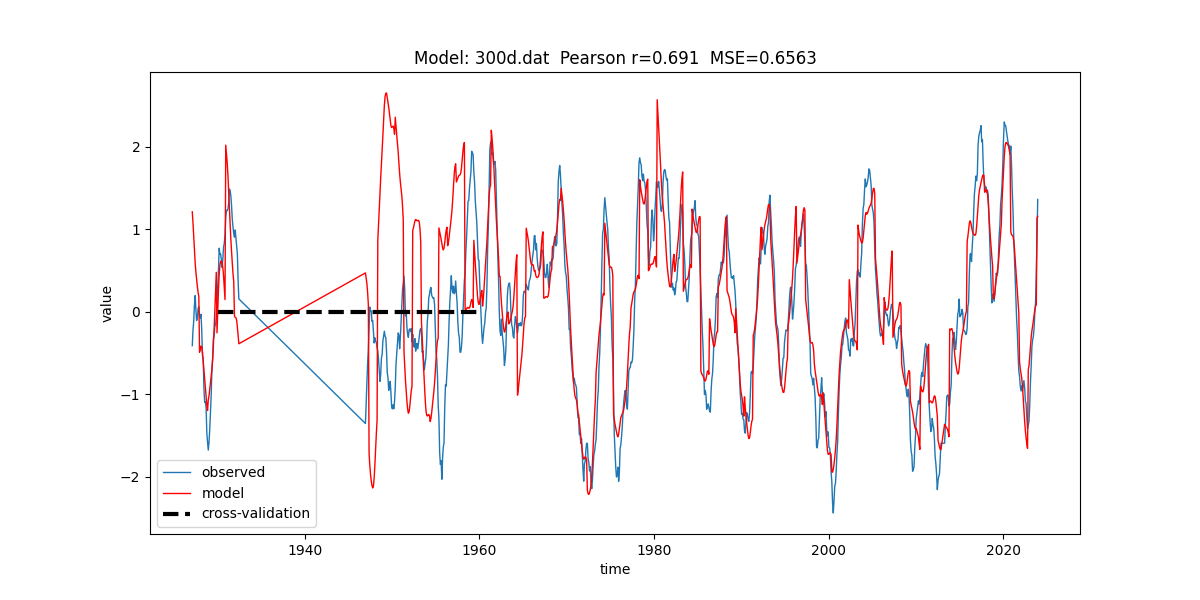 Model: 300d.dat  Pearson r=0.691  MSE=0.6563
value
2
1
0
−1
−2
observed
model
cross-validation
1940
1960
1980
2000
2020
time